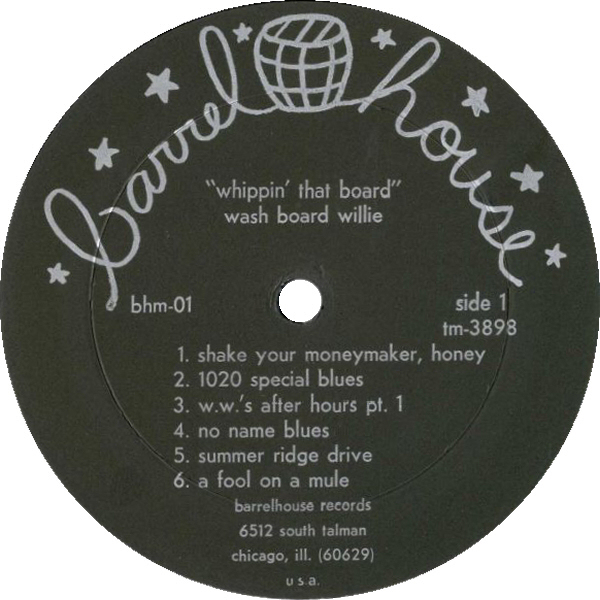 barrel house
"whippin' that board"
wash board willie
bhm-01
side 1
tm-3898
1. shake your moneymaker, honey
2. 1020 special blues
3. w.w.'s after hours pt. 1
4. no name blues
5. summer ridge drive
6. a fool on a mule
barrelhouse records
6512 south talman
chicago, ill. (60629)
u.s.a.